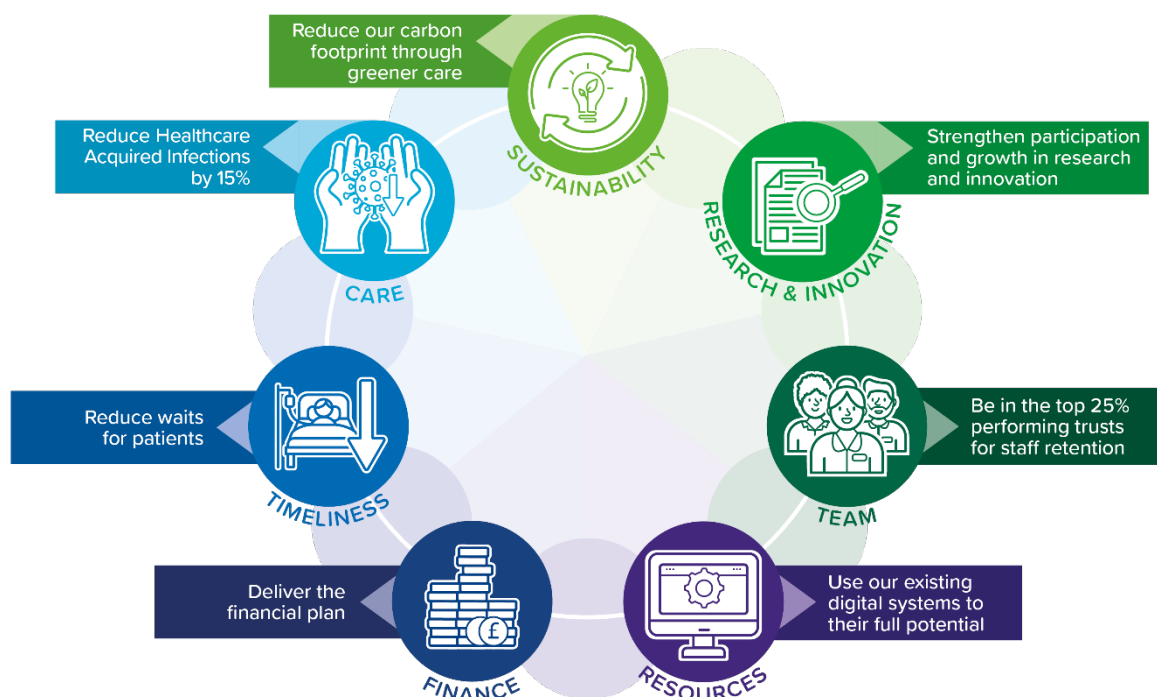 Reduce our carbon
footprint through
greener care
SUSTAINABILITY
Strengthen participation
and growth in research
and innovation
RESEARCH & INNOVATION
Be in the top 25%
performing trusts
for staff retention
TEAM
Use our existing
digital systems to
their full potential
RESOURCES
Deliver the
financial plan
£
FINANCE
Reduce waits
for patients
TIMELINESS
Reduce Healthcare
Acquired Infections
by 15%
CARE